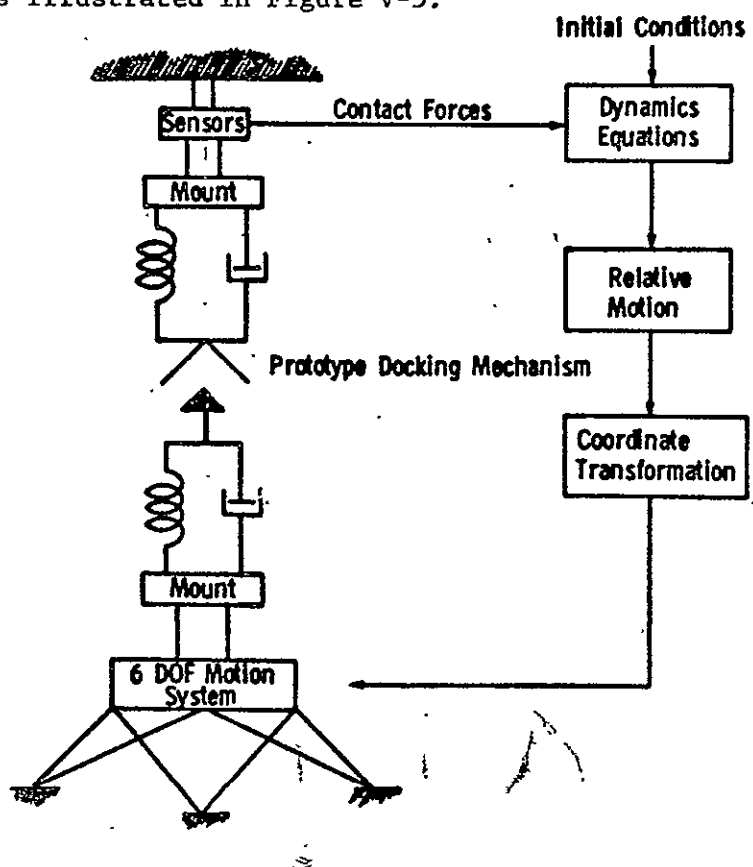 s illustrated in Figure V-5.
Initial Conditions
Sensors
Contact Forces
Dynamics
Equations
Mount
Relative
Motion
Prototype Docking Mechanism
Coordinate
Transformation
Mount
6 DOF Motion
System